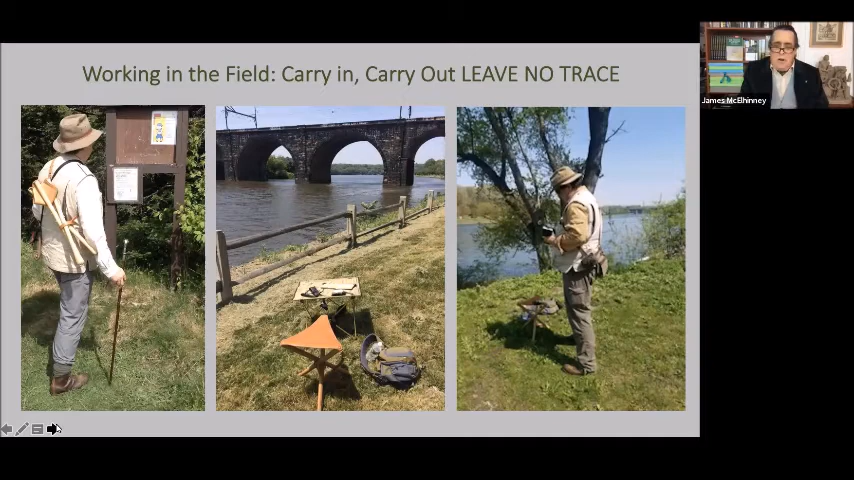 Working in the Field: Carry in, Carry Out LEAVE NO TRACE
James McElhinney